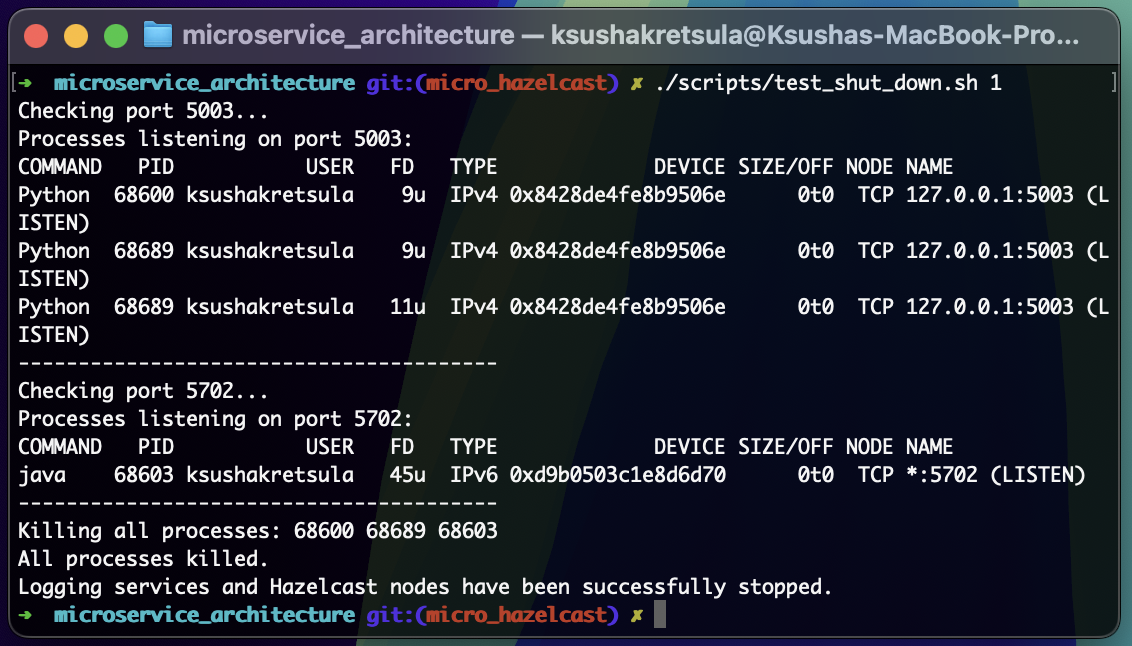 microservice_architecture — ksushakretsula@Ksushas-MacBook-Pro...
[➜  microservice_architecture git:(micro_hazelcast) ✗ ./scripts/test_shut_down.sh 1 ]
Checking port 5003...
Processes listening on port 5003:
COMMAND   PID           USER   FD   TYPE             DEVICE SIZE/OFF NODE NAME
Python  68600 ksushakretsula    9u  IPv4 0x8428de4fe8b9506e      0t0  TCP 127.0.0.1:5003 (L
ISTEN)
Python  68689 ksushakretsula    9u  IPv4 0x8428de4fe8b9506e      0t0  TCP 127.0.0.1:5003 (L
ISTEN)
Python  68689 ksushakretsula   11u  IPv4 0x8428de4fe8b9506e      0t0  TCP 127.0.0.1:5003 (L
ISTEN)
----------------------------------------
Checking port 5702...
Processes listening on port 5702:
COMMAND   PID           USER   FD   TYPE             DEVICE SIZE/OFF NODE NAME
java    68603 ksushakretsula   45u  IPv6 0xd9b0503c1e8d6d70      0t0  TCP *:5702 (LISTEN)
----------------------------------------
Killing all processes: 68600 68689 68603
All processes killed.
Logging services and Hazelcast nodes have been successfully stopped.
➜  microservice_architecture git:(micro_hazelcast) ✗